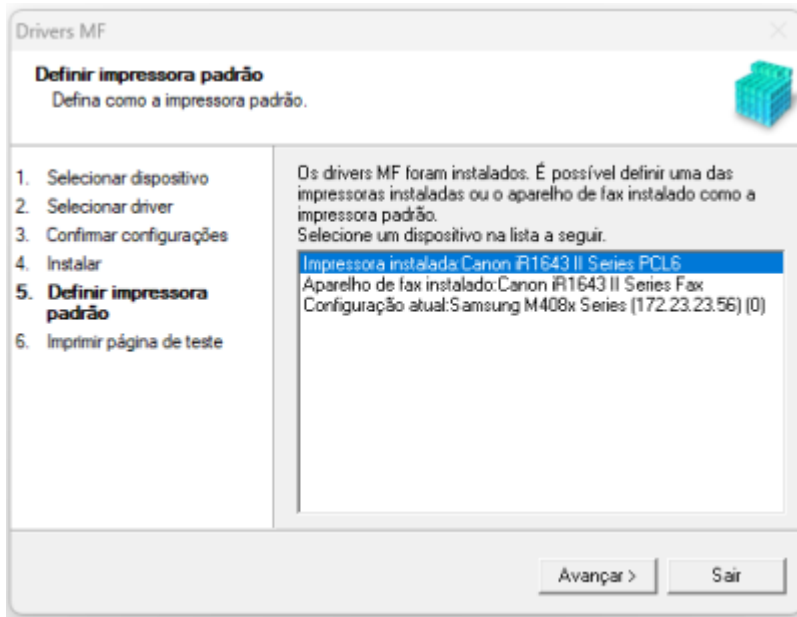 Drivers MF
Definir impressora padrão
Defina como a impressora padrão.
1. Selecionar dispositivo
2. Selecionar driver
3. Confirmar configurações
4. Instalar
5. Definir impressora
padrão
6. Imprimir página de teste
Os drivers MF foram instalados. É possível definir uma das
impressoras instaladas ou o aparelho de fax instalado como a
impressora padrão.
Selecione um dispositivo na lista a seguir.
Impressora instalada:Canon iR1643 II Series PCL6
Aparelho de fax instalado:Canon iR1643 II Series Fax
Configuração atual:Samsung M408x Series (172.23.23.56) (0)
Avançar >
Sair